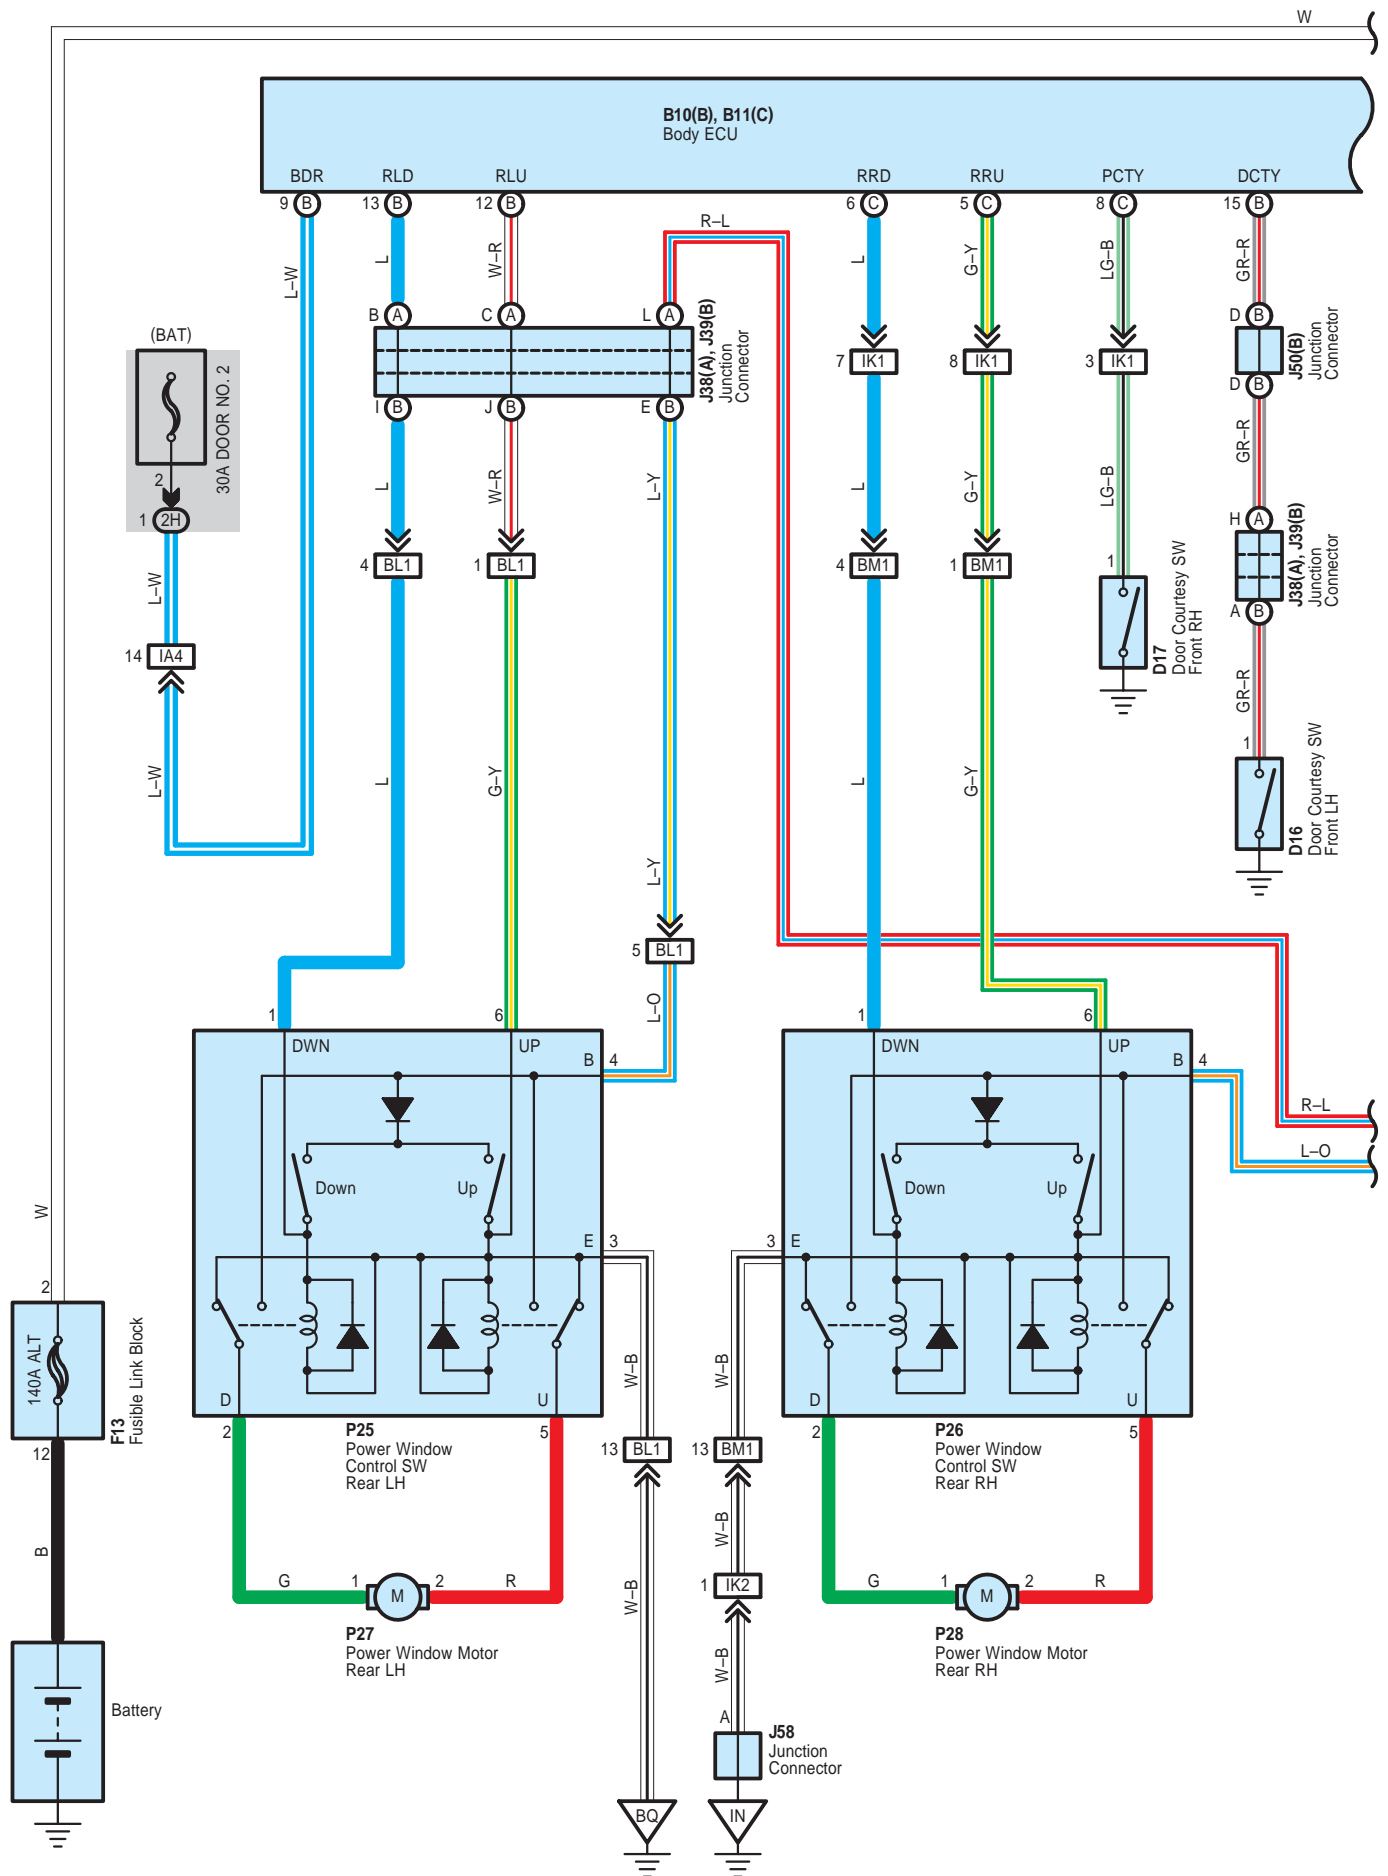 W
B10(B), B11(C)
Body ECU
BDR
RLD
RLU
RRD
RRU
PCTY
DCTY
9 B
13 B
12 B
6 C
5 C
8 C
15 B
R–L
L–W
L
W–R
L
G–Y
LG–B
GR–R
B A
C A
L A
J38(A), J39(B)
Junction
Connector
D B
J50(B)
Junction
Connector
D B
(BAT)
30A DOOR NO. 2
2
1 2H
7 IK1
8 IK1
3 IK1
I B
J B
E B
L
W–R
L–Y
L
G–Y
LG–B
GR–R
H A
J38(A), J39(B)
Junction
Connector
A B
4 BL1
1 BL1
4 BM1
1 BM1
1
D17
Door Courtesy SW
Front RH
L–W
14 IA4
L–W
L
G–Y
L–Y
L
G–Y
GR–R
1
D16
Door Courtesy SW
Front LH
5 BL1
L–O
1
6
DWN
UP
B
4
Down
Up
E
3
D
U
2
5
P25
Power Window
Control SW
Rear LH
1
6
DWN
UP
B
4
R–L
L–O
Down
Up
3
E
D
U
2
5
P26
Power Window
Control SW
Rear RH
W
2
140A ALT
F13
Fusible Link Block
12
B
Battery
W–B
13 BL1
W–B
BQ
W–B
13 BM1
W–B
1 IK2
W–B
A
J58
Junction
Connector
IN
G
1
M
2
R
P27
Power Window Motor
Rear LH
G
1
M
2
R
P28
Power Window Motor
Rear RH